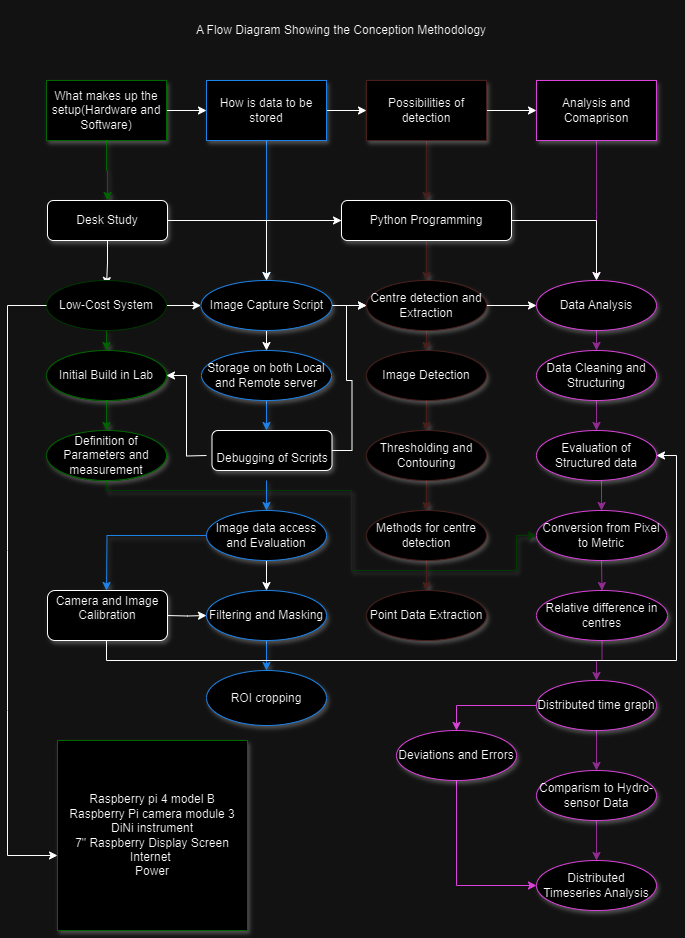 A Flow Diagram Showing the Conception Methodology
What makes up the
setup(Hardware and
Software)
How is data to be
stored
Possibilities of
detection
Analysis and
Comaprison
Desk Study
Python Programming
Low-Cost System
Image Capture Script
Centre detection and
Extraction
Data Analysis
Initial Build in Lab
Storage on both Local
and Remote server
Image Detection
Data Cleaning and
Structuring
Definition of
Parameters and
measurement
Debugging of Scripts
Thresholding and
Contouring
Evaluation of
Structured data
Image data access
and Evaluation
Methods for centre
detection
Conversion from Pixel
to Metric
Camera and Image
Calibration
Filtering and Masking
Point Data Extraction
Relative difference in
centres
ROI cropping
Distributed time graph
Deviations and Errors
Comparism to Hydro-
sensor Data
Raspberry pi 4 model B
Raspberry Pi camera module 3
DiNi instrument
7" Raspberry Display Screen
Internet
Power
Distributed
Timeseries Analysis